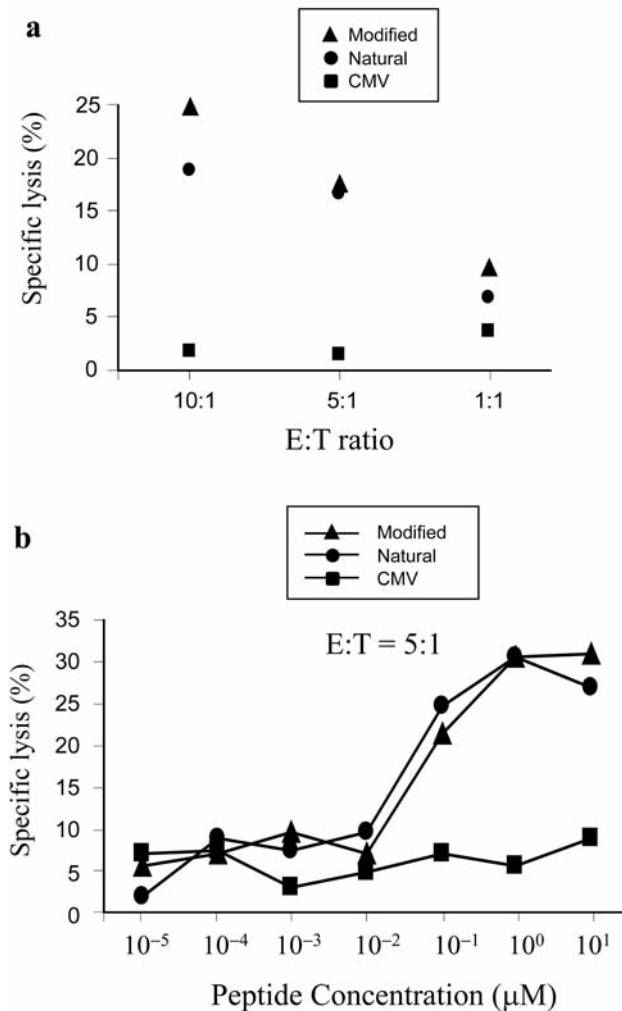 a
Modified
Natural
CMV
Specific lysis (%)
25
20
15
10
5
0
10:1 5:1 1:1
E:T ratio
b
Modified
Natural
CMV
E:T = 5:1
Specific lysis (%)
35
30
25
20
15
10
5
0
10⁻⁵ 10⁻⁴ 10⁻³ 10⁻² 10⁻¹ 10⁰ 10¹
Peptide Concentration (μM)